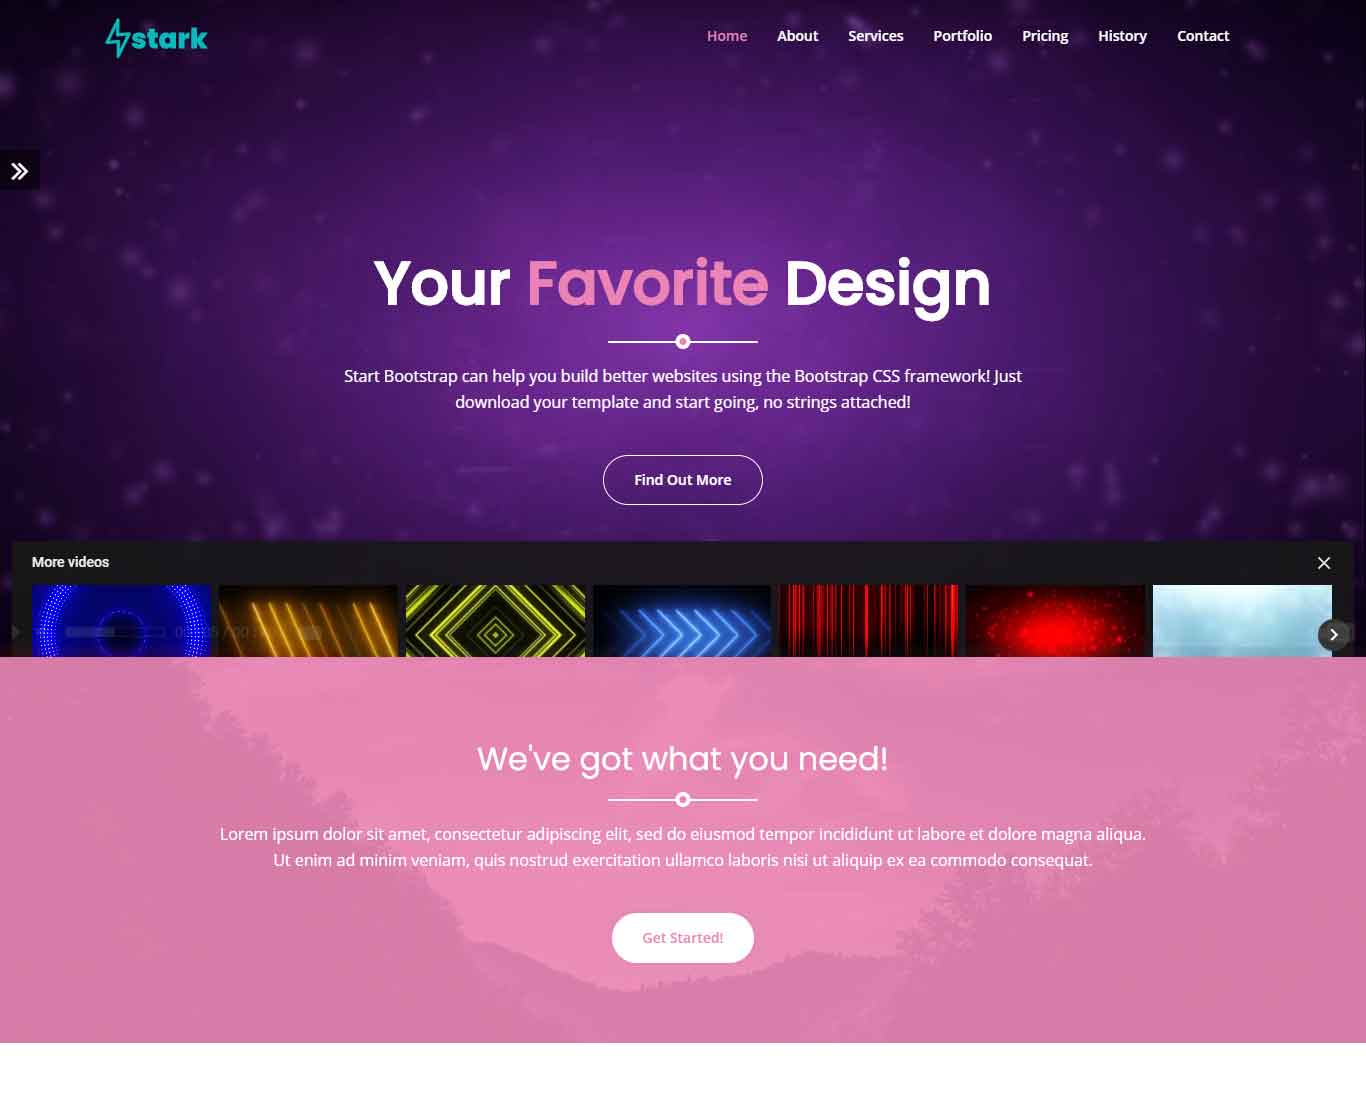 stark
Home About Services Portfolio Pricing History Contact
Your Favorite Design
Start Bootstrap can help you build better websites using the Bootstrap CSS framework! Just
download your template and start going, no strings attached!
Find Out More
More videos
We've got what you need!
Lorem ipsum dolor sit amet, consectetur adipiscing elit, sed do eiusmod tempor incididunt ut labore et dolore magna aliqua.
Ut enim ad minim veniam, quis nostrud exercitation ullamco laboris nisi ut aliquip ex ea commodo consequat.
Get Started!